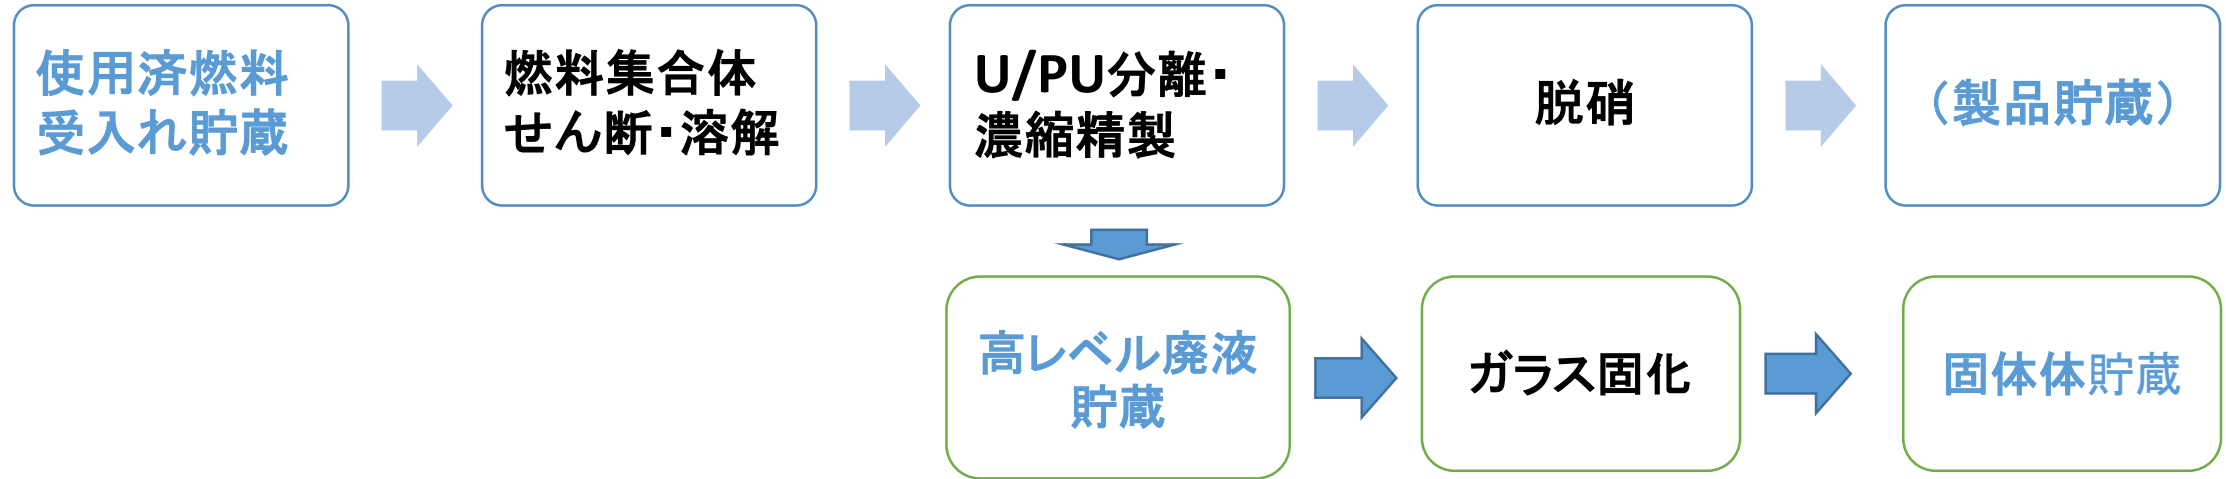 使用済燃料
受入れ貯蔵
燃料集合体
せん断・溶解
U/PU分離・
濃縮精製
脱硝
（製品貯蔵）
高レベル廃液
貯蔵
ガラス固化
固体体貯蔵